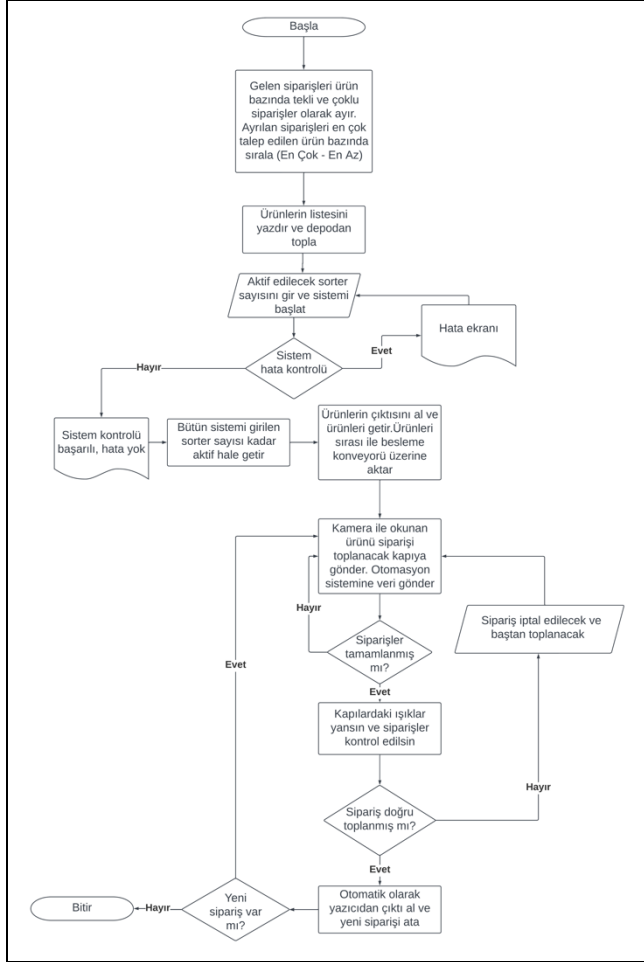 Başla
Gelen siparişleri ürün
bazında tekli ve çoklu
siparişler olarak ayır.
Ayrılan siparişleri en çok
talep edilen ürün bazında
sırala (En Çok - En Az)
Ürünlerin listesini
yazdır ve depodan
topla
Aktif edilecek sorter
sayısını gir ve sistemi
başlat
Hata ekranı
Evet
Sistem
hata kontrolü
Hayır
Sistem kontrolü
başarılı, hata yok
Bütün sistemi girilen
sorter sayısı kadar
aktif hale getir
Ürünlerin çıktısını al ve
ürünleri getir.Ürünleri
sırası ile besleme
konveyorü üzerine
aktar
Kamera ile okunan
ürünü siparişi
toplanacak kapıya
gönder. Otomasyon
sistemine veri gönder
Hayır
Siparişler
tamamlanmış
mı?
Sipariş iptal edilecek ve
baştan toplanacak
Evet
Evet
Kapılardaki ışıklar
yansın ve siparişler
kontrol edilsin
Hayır
Sipariş doğru
toplanmış mı?
Evet
Otomatik olarak
yazıcıdan çıktı al ve
yeni siparişi ata
Yeni
sipariş var
mı?
Hayır
Bitir